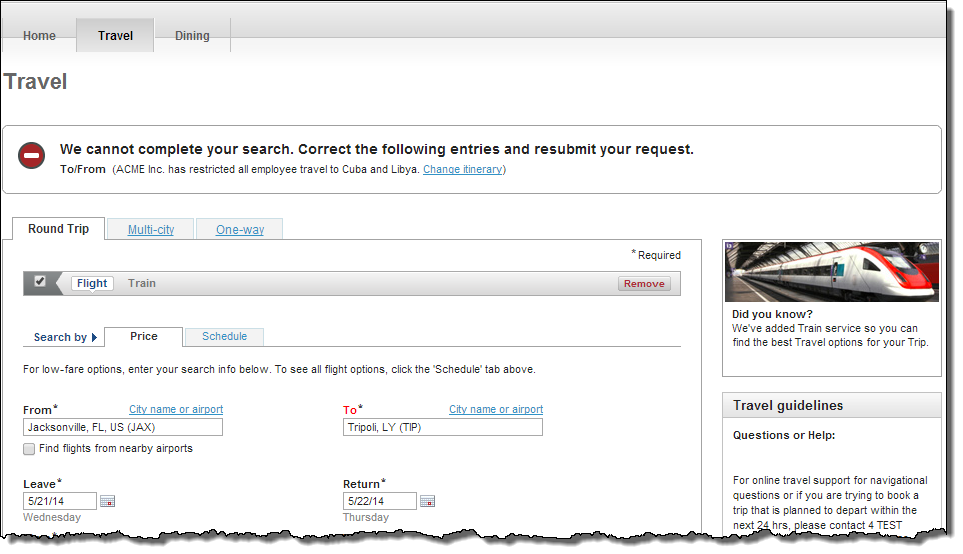 Home Travel Dining
Travel
We cannot complete your search. Correct the following entries and resubmit your request.
To/From (ACME Inc. has restricted all employee travel to Cuba and Libya. Change itinerary)
Round Trip Multi-city One-way
* Required
Flight Train Remove
Search by Price Schedule
For low-fare options, enter your search info below. To see all flight options, click the 'Schedule' tab above.
From* City name or airport To* City name or airport
Jacksonville, FL, US (JAX) Tripoli, LY (TIP)
Find flights from nearby airports
Leave* Return*
5/21/14 5/22/14
Wednesday Thursday
Did you know?
We've added Train service so you can
find the best Travel options for your Trip.
Travel guidelines
Questions or Help:
For online travel support for navigational
questions or if you are trying to book a
trip that is planned to depart within the
next 24 hrs, please contact 4 TEST